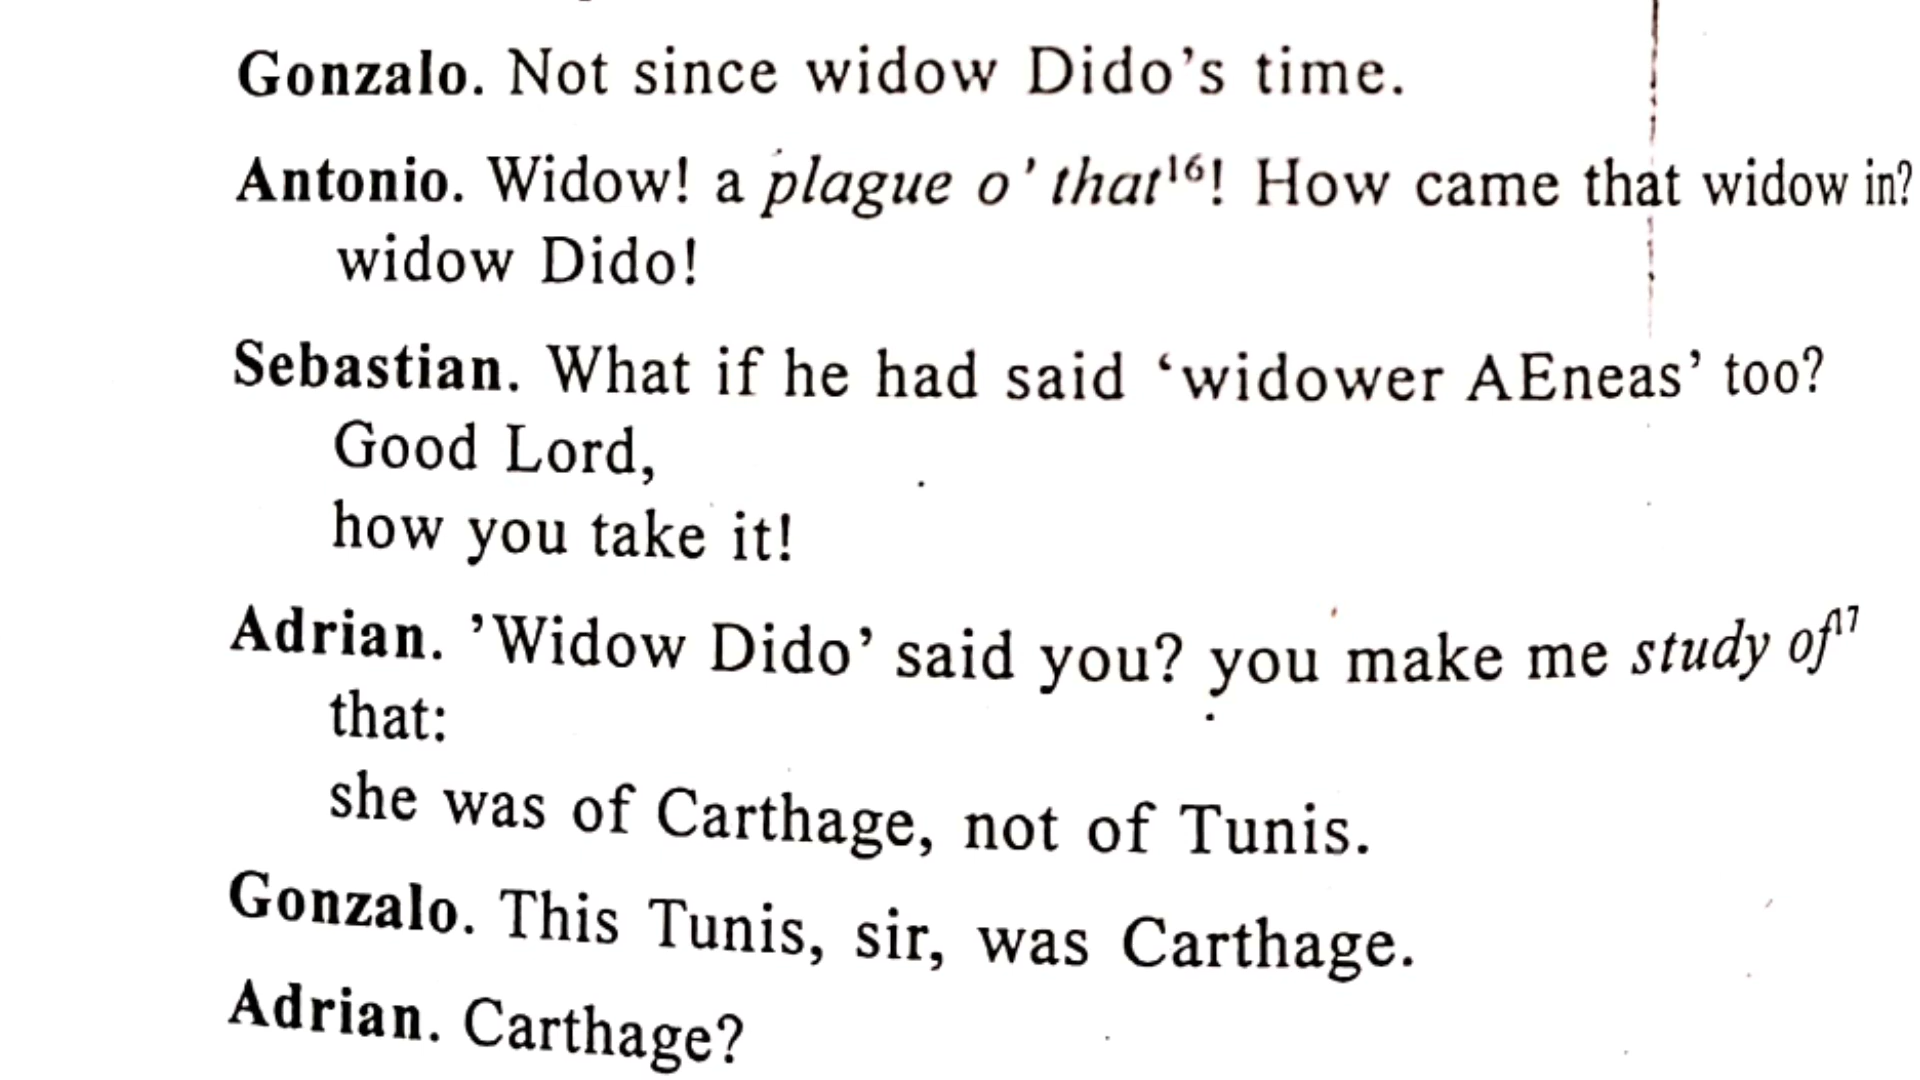 Gonzalo. Not since widow Dido's time.
Antonio. Widow! a plague o' that¹⁶! How came that widow in?
widow Dido!
Sebastian. What if he had said ‘widower AEneas’ too?
Good Lord,
how you take it!
Adrian. ’Widow Dido’ said you? you make me study of¹⁷
that:
she was of Carthage, not of Tunis.
Gonzalo. This Tunis, sir, was Carthage.
Adrian. Carthage?